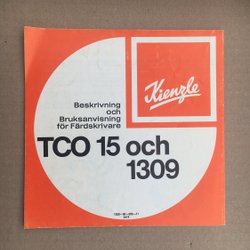 Kienzle
Beskrivning
och
Bruksanvisning
för Färdskrivare
TCO 15 och
1309